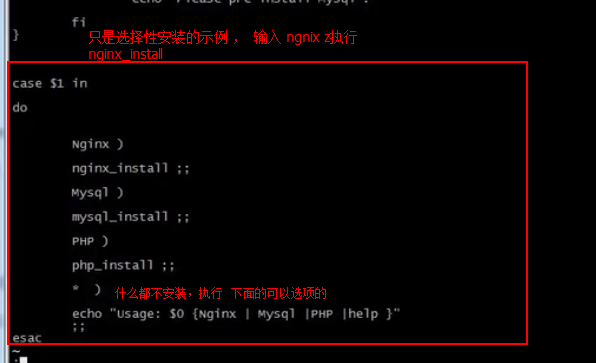 echo "Please pre install Mysql".
fi
}
只是选择性安装的示例， 输入 ngnix z执行
nginx_install
case $1 in
do
Nginx )
nginx_install ;;
Mysql )
mysql_install ;;
PHP )
php_install ;;
* ) 什么都不安装，执行 下面的可以选项的
echo "Usage: $0 {Nginx | Mysql |PHP |help }"
;;
esac
~
: